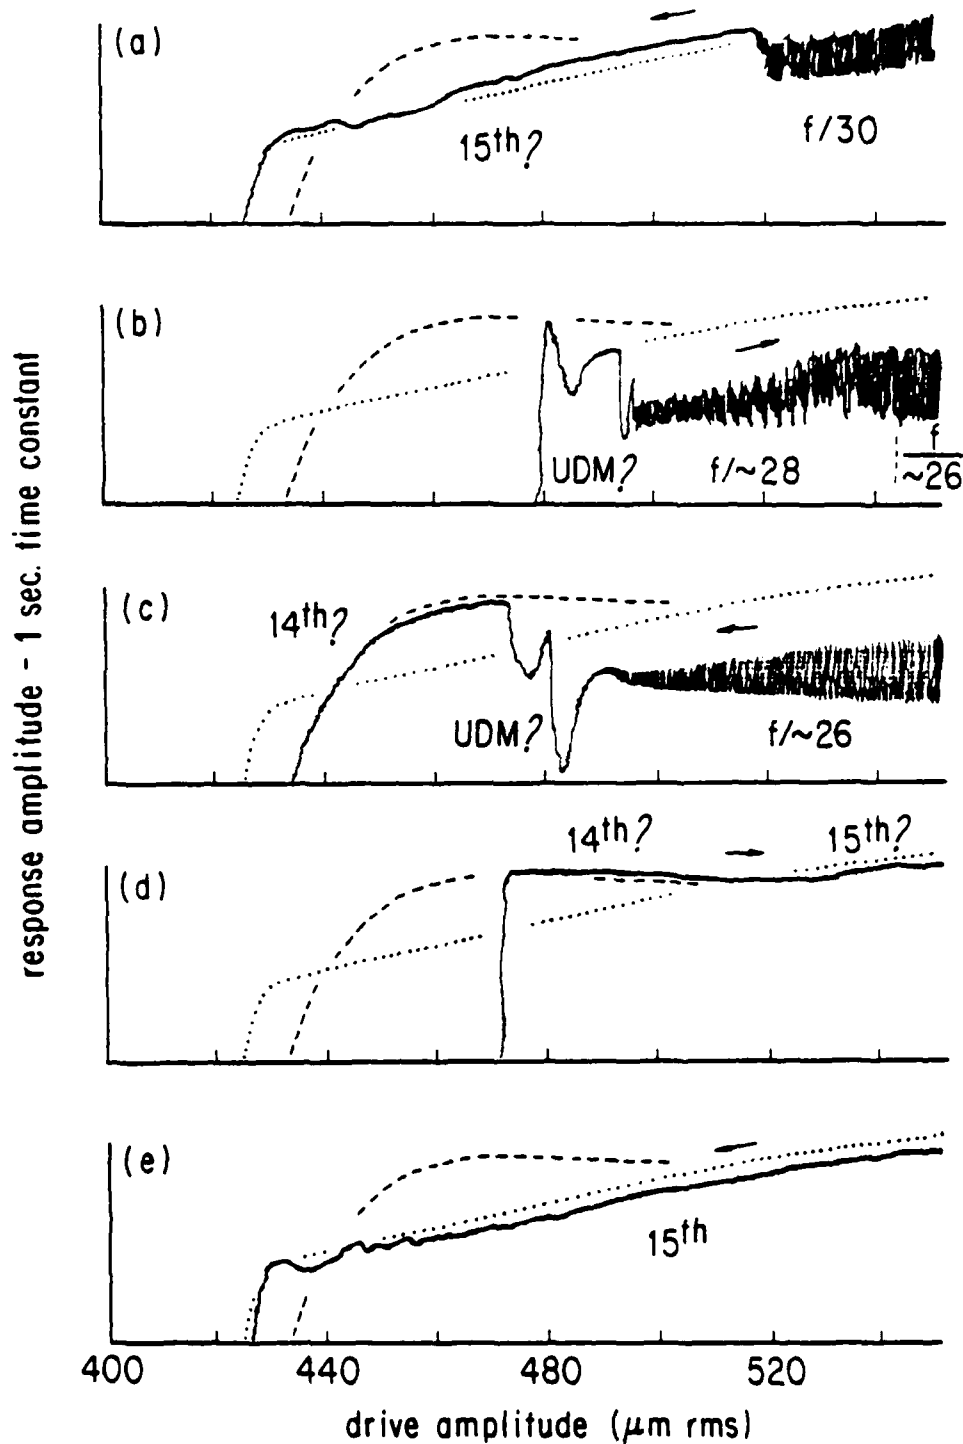 (a)
15th?
f/30
(b)
UDM?
f/~28
f/~26
(c)
14th?
UDM?
f/~26
(d)
14th?
15th?
(e)
15th
400 440 480 520
drive amplitude (μm rms)
response amplitude - 1 sec. time constant